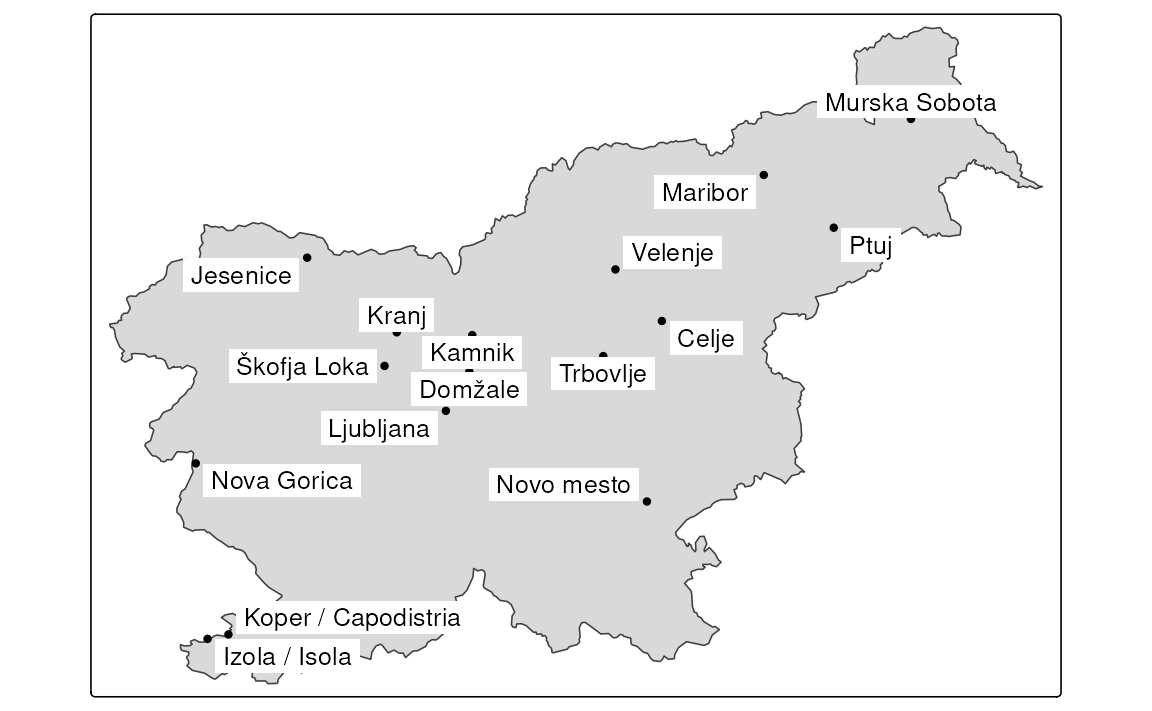 Murska Sobota
Maribor
Ptuj
Velenje
Jesenice
Kranj
Celje
Kamnik
Škofja Loka
Trbovlje
Domžale
Ljubljana
Nova Gorica
Novo mesto
Koper / Capodistria
Izola / Isola